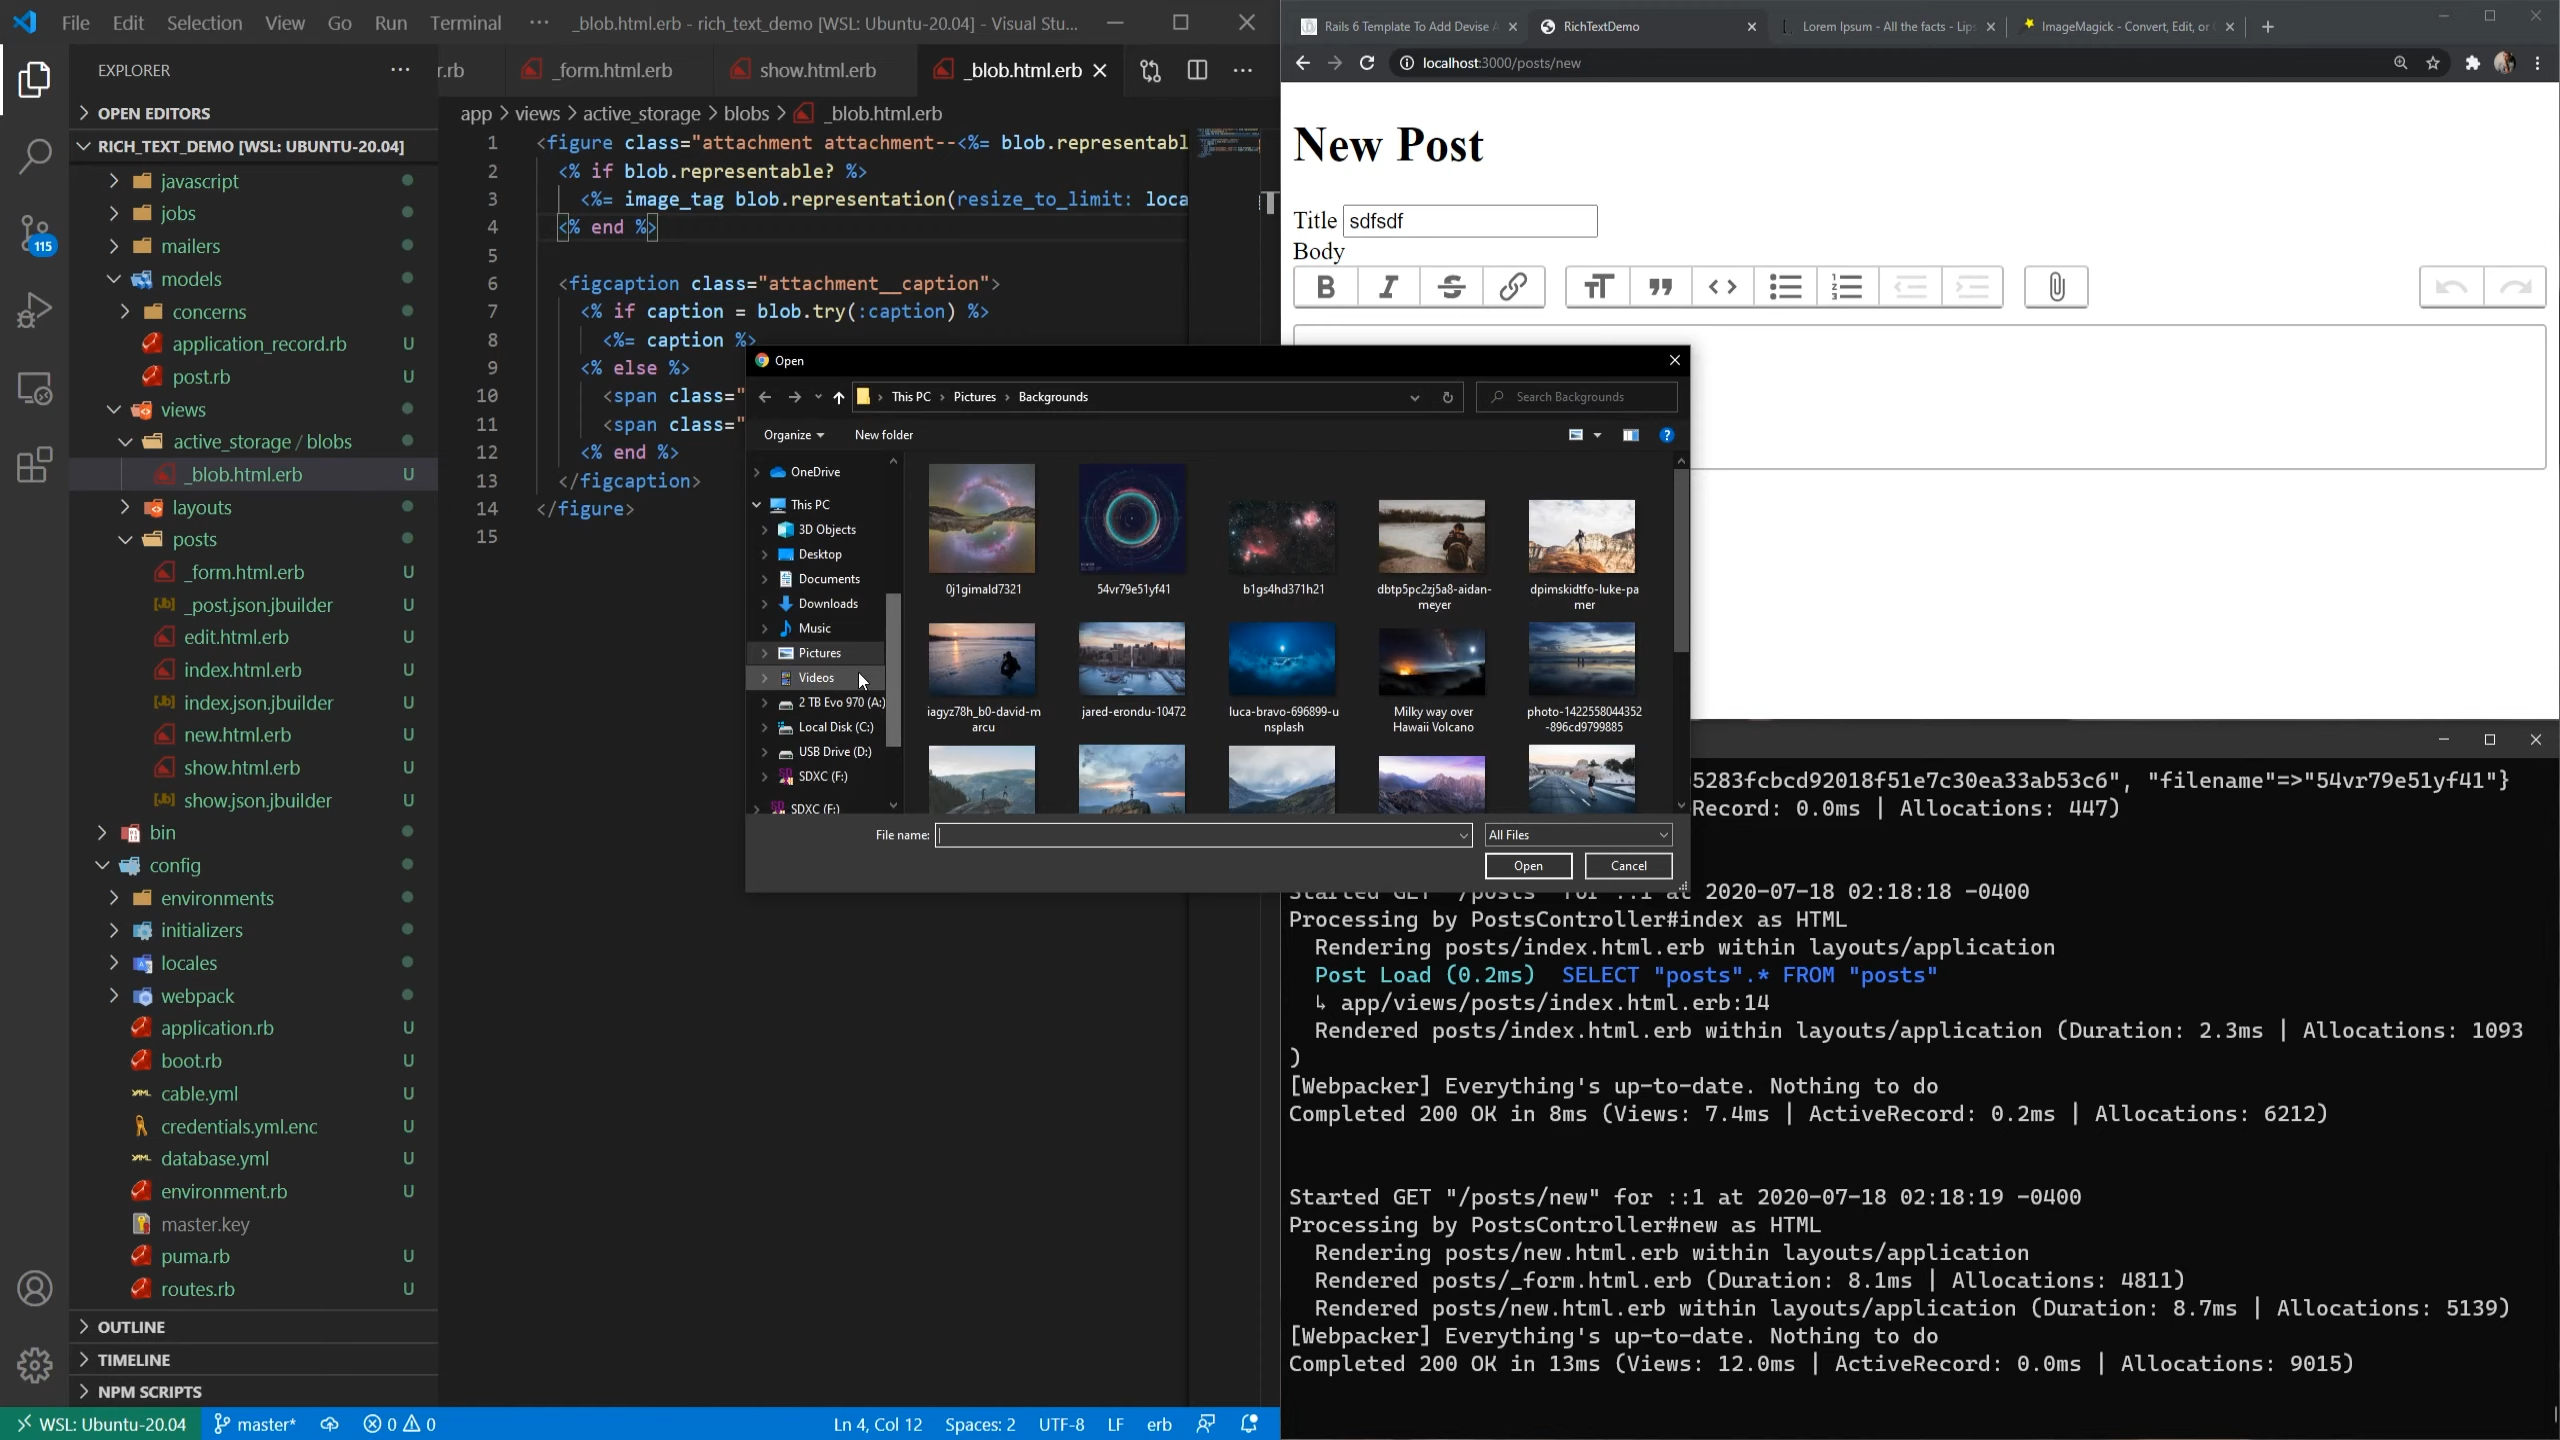 File Edit Selection View Go Run Terminal ··· _blob.html.erb - rich_text_demo [WSL: Ubuntu-20.04] - Visual Stu...
EXPLORER
OPEN EDITORS
RICH_TEXT_DEMO [WSL: UBUNTU-20.04]
javascript
jobs
mailers
models
concerns
application_record.rb U
post.rb U
views
active_storage / blobs
_blob.html.erb U
layouts
posts
_form.html.erb U
_post.json.jbuilder U
edit.html.erb U
index.html.erb U
index.json.jbuilder U
new.html.erb U
show.html.erb U
show.json.jbuilder U
bin
config
environments
initializers
locales
webpack
application.rb U
boot.rb U
cable.yml U
credentials.yml.enc U
database.yml U
environment.rb U
master.key
puma.rb U
routes.rb U
OUTLINE
TIMELINE
NPM SCRIPTS
115
r.rb _form.html.erb show.html.erb _blob.html.erb
app > views > active_storage > blobs > _blob.html.erb
1 <figure class="attachment attachment--<%= blob.representabl
2 <% if blob.representable? %>
3 <%= image_tag blob.representation(resize_to_limit: loca
4 <% end %>
5
6 <figcaption class="attachment__caption">
7 <% if caption = blob.try(:caption) %>
8 <%= caption %>
9 <% else %>
10 <span class="
11 <span class="
12 <% end %>
13 </figcaption>
14 </figure>
15
WSL: Ubuntu-20.04 master* 0 0 Ln 4, Col 12 Spaces: 2 UTF-8 LF erb
Open
This PC > Pictures > Backgrounds
Search Backgrounds
Organize New folder
OneDrive
This PC
3D Objects
Desktop
Documents
Downloads
Music
Pictures
Videos
2 TB Evo 970 (A:)
Local Disk (C:)
USB Drive (D:)
SDXC (F:)
SDXC (F:)
0j1gimald7321
54vr79e51yf41
b1gs4hd371h21
dbtp5pc2zj5a8-aidan-
meyer
dpimskidtfo-luke-pa
mer
iagyz78h_b0-david-m
arcu
jared-erondu-10472
luca-bravo-696899-u
nsplash
Milky way over
Hawaii Volcano
photo-1422558044352
-896cd9799885
File name:
All Files
Open Cancel
Rails 6 Template To Add Devise A RichTextDemo Lorem Ipsum - All the facts - Lips ImageMagick - Convert, Edit, or
localhost:3000/posts/new
New Post
Title sdfsdf
Body
5283fcbcd92018f51e7c30ea33ab53c6", "filename"=>"54vr79e51yf41"}
Record: 0.0ms | Allocations: 447)
Started GET "/posts" for ::1 at 2020-07-18 02:18:18 -0400
Processing by PostsController#index as HTML
Rendering posts/index.html.erb within layouts/application
Post Load (0.2ms) SELECT "posts".* FROM "posts"
↳ app/views/posts/index.html.erb:14
Rendered posts/index.html.erb within layouts/application (Duration: 2.3ms | Allocations: 1093
)
[Webpacker] Everything's up-to-date. Nothing to do
Completed 200 OK in 8ms (Views: 7.4ms | ActiveRecord: 0.2ms | Allocations: 6212)
Started GET "/posts/new" for ::1 at 2020-07-18 02:18:19 -0400
Processing by PostsController#new as HTML
Rendering posts/new.html.erb within layouts/application
Rendered posts/_form.html.erb (Duration: 8.1ms | Allocations: 4811)
Rendered posts/new.html.erb within layouts/application (Duration: 8.7ms | Allocations: 5139)
[Webpacker] Everything's up-to-date. Nothing to do
Completed 200 OK in 13ms (Views: 12.0ms | ActiveRecord: 0.0ms | Allocations: 9015)